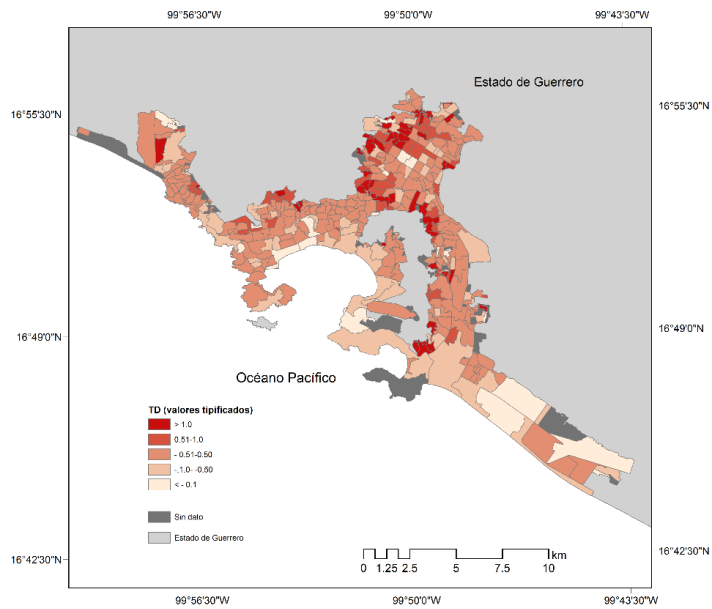 99°56'30"W
99°50'0"W
99°43'30"W
Estado de Guerrero
16°55'30"N
16°55'30"N
16°49'0"N
16°49'0"N
Océano Pacífico
TD (valores tipificados)
> 1.0
0.51-1.0
- 0.51-0.50
-.1.0- -0.50
< - 0.1
Sin dato
Estado de Guerrero
16°42'30"N
16°42'30"N
km
0 1.25 2.5 5 7.5 10
99°56'30"W
99°50'0"W
99°43'30"W